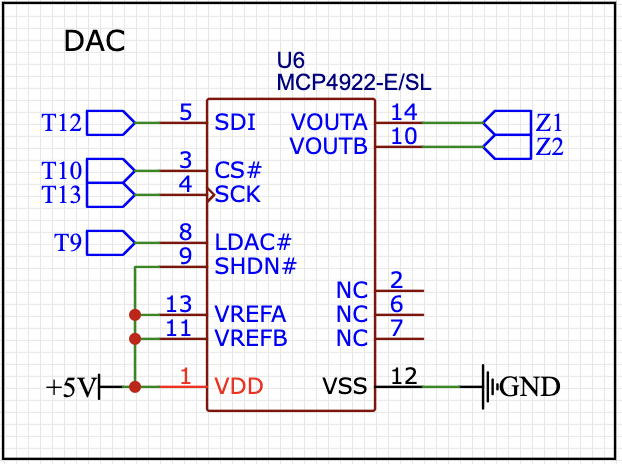 DAC
U6
MCP4922-E/SL
T12 5 SDI VOUTA 14 Z1
VOUTB 10 Z2
T10 3 CS#
T13 4 SCK
T9 8 LDAC#
9 SHDN#
NC 2
13 VREFA NC 6
11 VREFB NC 7
+5V 1 VDD VSS 12 GND